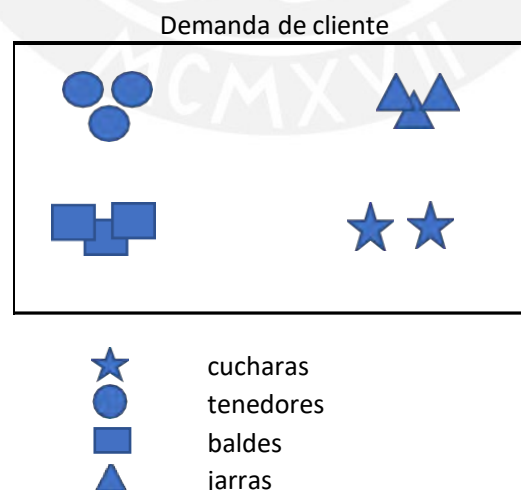 MCMXVII
Demanda de cliente
cucharas
tenedores
baldes
jarras